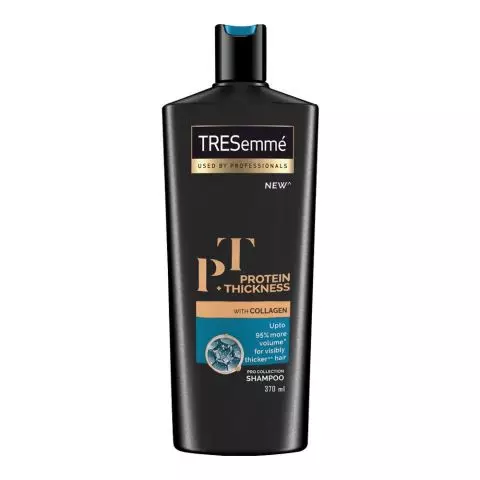 TRESemmé
USED BY PROFESSIONALS
NEW^
PT
PROTEIN
+ THICKNESS
WITH COLLAGEN
Upto
95% more
volume*
for visibly
thicker** hair
PRO COLLECTION
SHAMPOO
370 ml